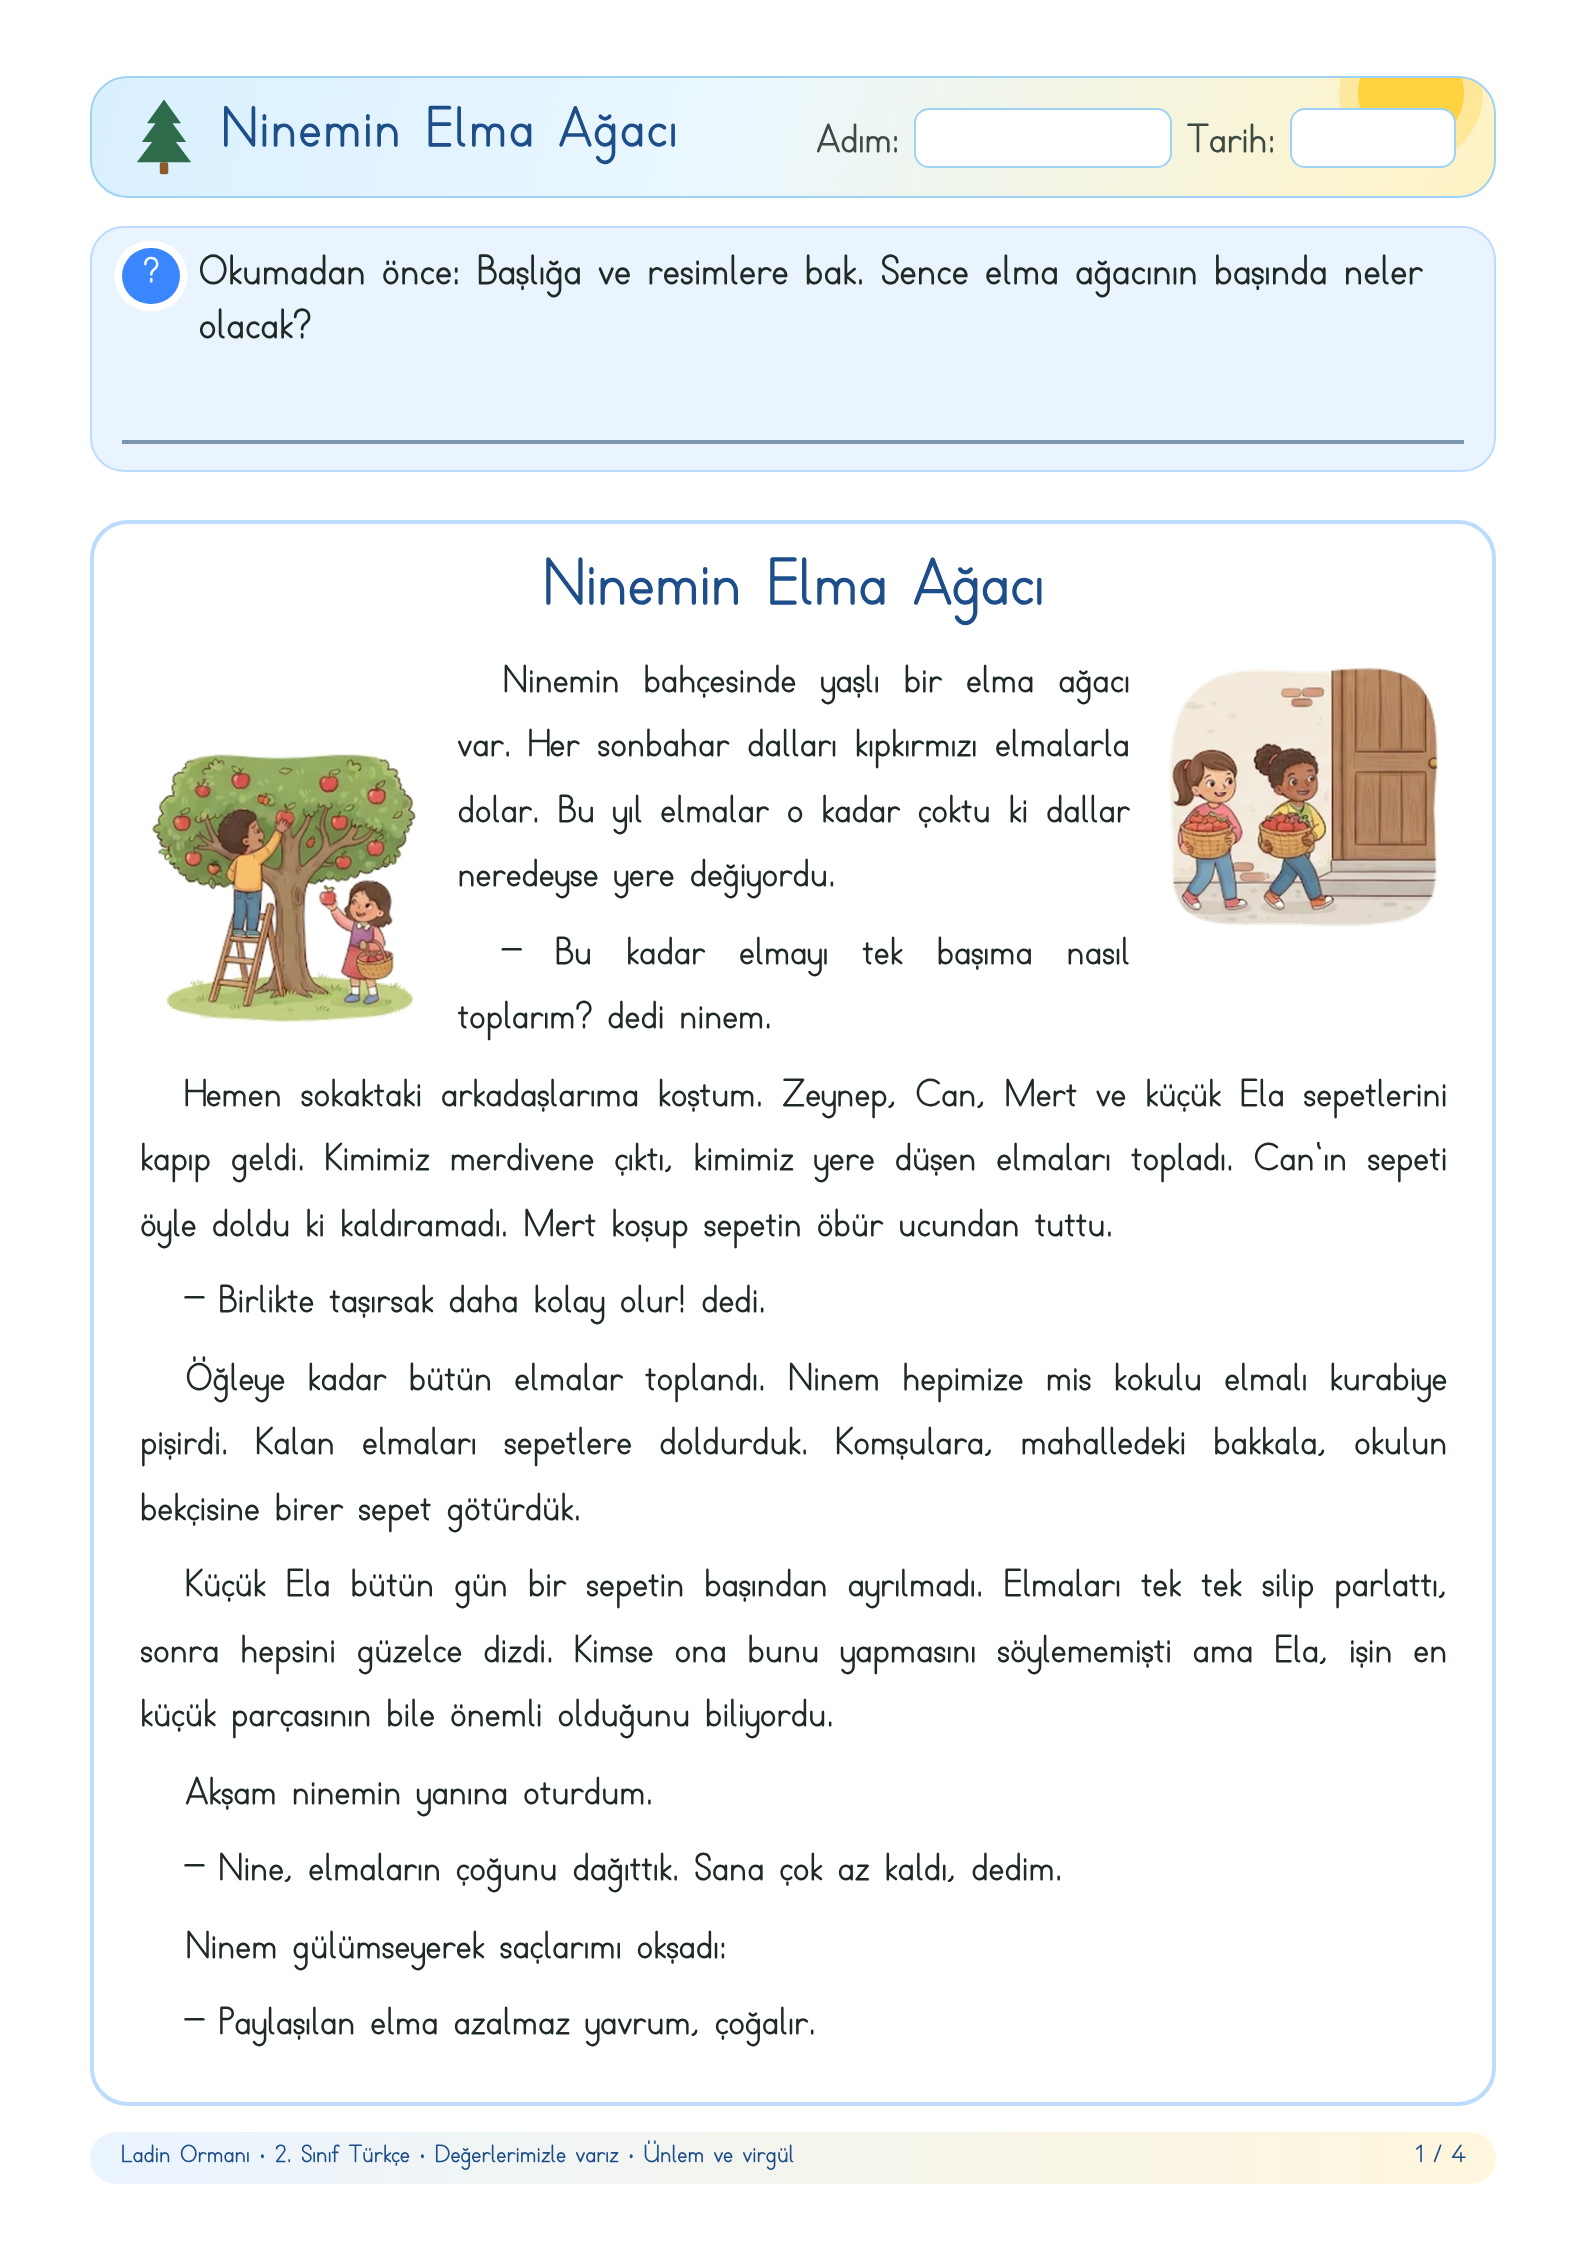 Ninemin Elma Ağacı
Adım:
Tarih:
?
Okumadan önce: Başlığa ve resimlere bak. Sence elma ağacının başında neler
olacak?
Ninemin Elma Ağacı
Ninemin bahçesinde yaşlı bir elma ağacı
var. Her sonbahar dalları kıpkırmızı elmalarla
dolar. Bu yıl elmalar o kadar çoktu ki dallar
neredeyse yere değiyordu.
– Bu kadar elmayı tek başıma nasıl
toplarım? dedi ninem.
Hemen sokaktaki arkadaşlarıma koştum. Zeynep, Can, Mert ve küçük Ela sepetlerini
kapıp geldi. Kimimiz merdivene çıktı, kimimiz yere düşen elmaları topladı. Can'ın sepeti
öyle doldu ki kaldıramadı. Mert koşup sepetin öbür ucundan tuttu.
– Birlikte taşırsak daha kolay olur! dedi.
Öğleye kadar bütün elmalar toplandı. Ninem hepimize mis kokulu elmalı kurabiye
pişirdi. Kalan elmaları sepetlere doldurduk. Komşulara, mahalledeki bakkala, okulun
bekçisine birer sepet götürdük.
Küçük Ela bütün gün bir sepetin başından ayrılmadı. Elmaları tek tek silip parlattı,
sonra hepsini güzelce dizdi. Kimse ona bunu yapmasını söylememişti ama Ela, işin en
küçük parçasının bile önemli olduğunu biliyordu.
Akşam ninemin yanına oturdum.
– Nine, elmaların çoğunu dağıttık. Sana çok az kaldı, dedim.
Ninem gülümseyerek saçlarımı okşadı:
– Paylaşılan elma azalmaz yavrum, çoğalır.
Ladin Ormanı • 2. Sınıf Türkçe • Değerlerimizle varız • Ünlem ve virgül
1 / 4